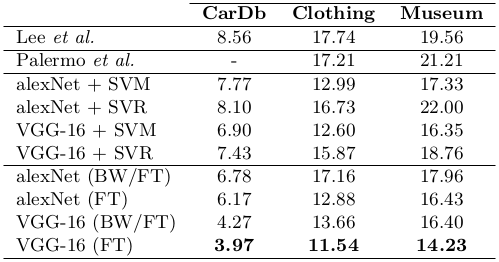 CarDb Clothing Museum
Lee et al. 8.56 17.74 19.56
Palermo et al. - 17.21 21.21
alexNet + SVM 7.77 12.99 17.33
alexNet + SVR 8.10 16.73 22.00
VGG-16 + SVM 6.90 12.60 16.35
VGG-16 + SVR 7.43 15.87 18.76
alexNet (BW/FT) 6.78 17.16 17.96
alexNet (FT) 6.17 12.88 16.43
VGG-16 (BW/FT) 4.27 13.66 16.40
VGG-16 (FT) 3.97 11.54 14.23